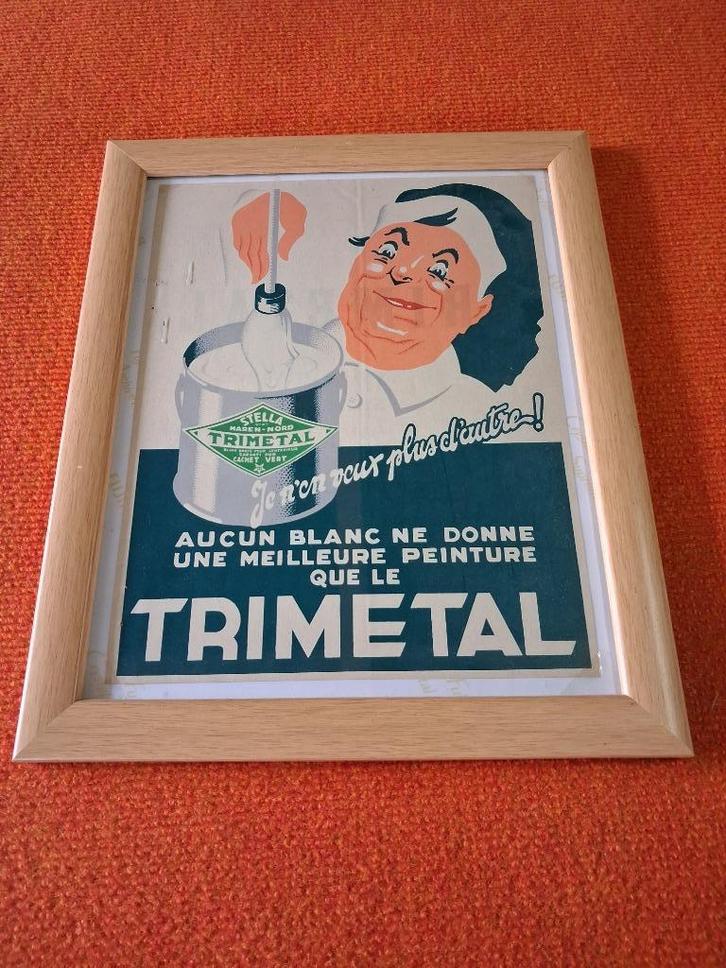 STELLA
HAREN-NORD
TRIMETAL
CACHET VERT
Je n'en veux plus d'autre!
AUCUN BLANC NE DONNE
UNE MEILLEURE PEINTURE
QUE LE
TRIMETAL